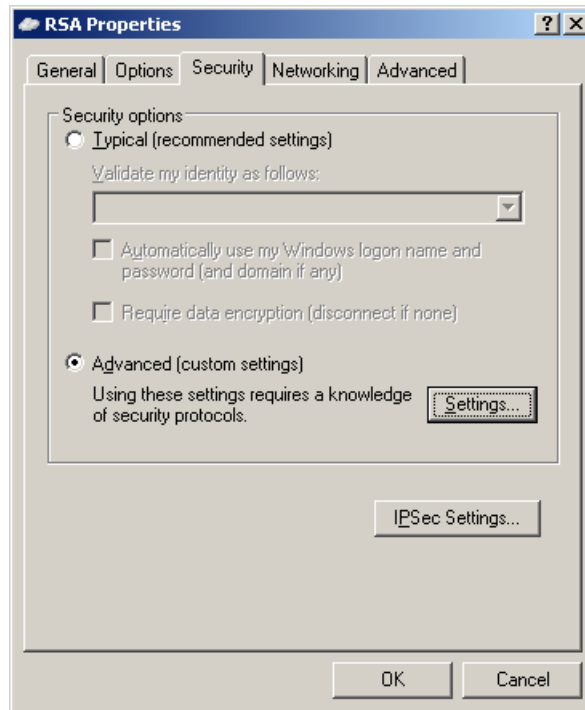 RSA Properties
General Options Security Networking Advanced
Security options
Typical (recommended settings)
Validate my identity as follows:
Automatically use my Windows logon name and
password (and domain if any)
Require data encryption (disconnect if none)
Advanced (custom settings)
Using these settings requires a knowledge
of security protocols.
Settings...
IPSec Settings...
OK Cancel